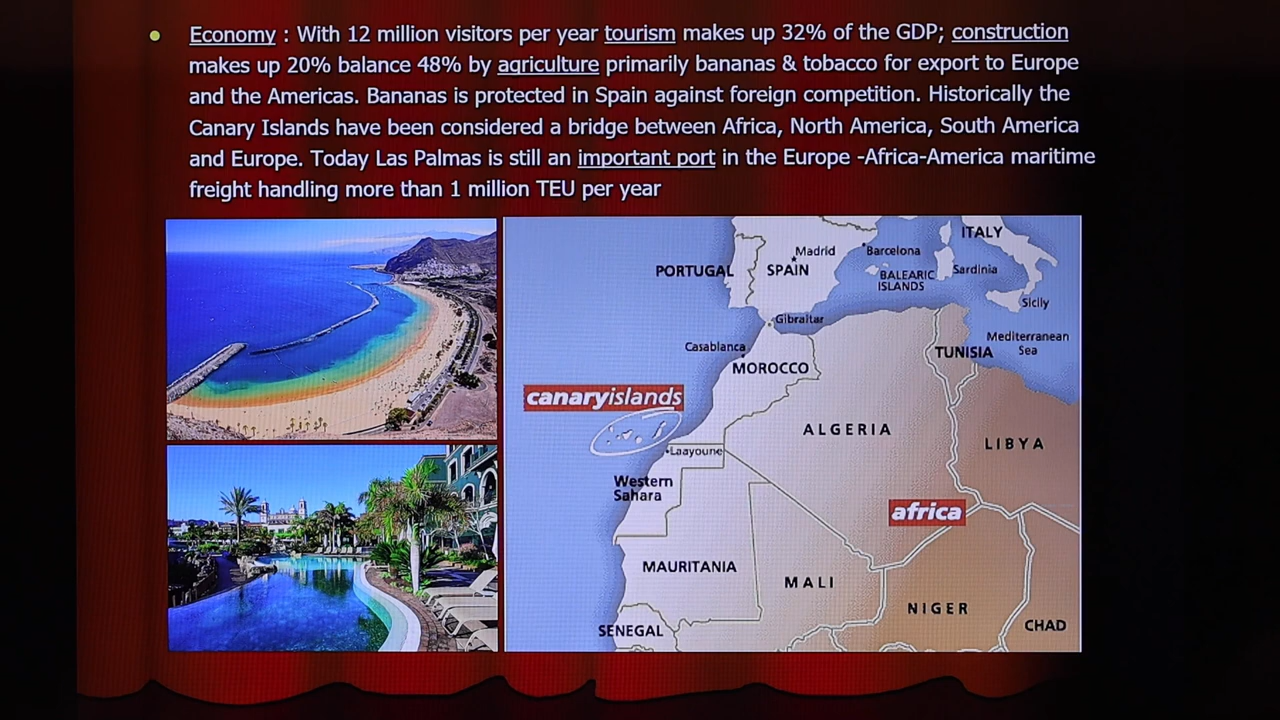 Economy : With 12 million visitors per year tourism makes up 32% of the GDP; construction
makes up 20% balance 48% by agriculture primarily bananas & tobacco for export to Europe
and the Americas. Bananas is protected in Spain against foreign competition. Historically the
Canary Islands have been considered a bridge between Africa, North America, South America
and Europe. Today Las Palmas is still an important port in the Europe -Africa-America maritime
freight handling more than 1 million TEU per year
ITALY
Madrid
Barcelona
PORTUGAL
SPAIN
BALEARIC
ISLANDS
Sardinia
Sicily
Gibraltar
Mediterranean
Sea
Casablanca
TUNISIA
MOROCCO
canaryislands
ALGERIA
LIBYA
Laayoune
Western
Sahara
africa
MAURITANIA
MALI
NIGER
SENEGAL
CHAD